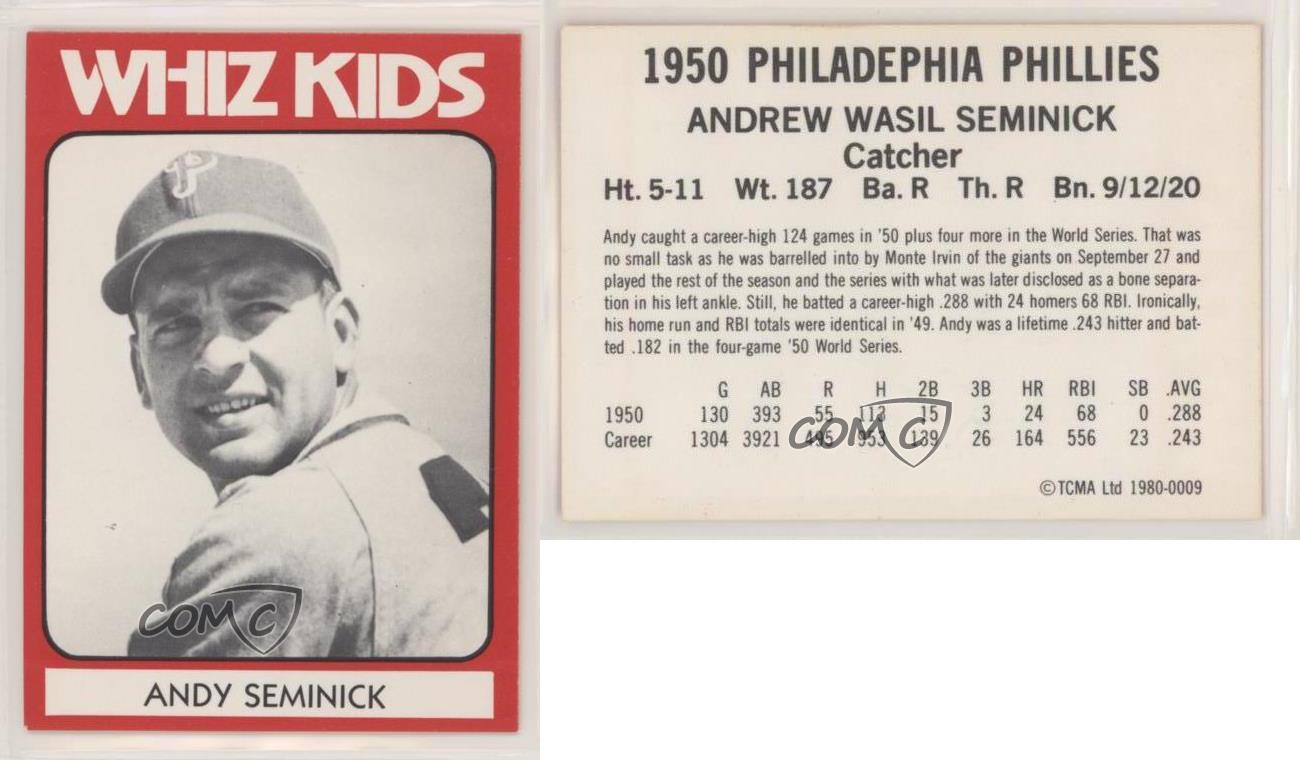 WHIZ KIDS
P
COMC
ANDY SEMINICK
1950 PHILADEPHIA PHILLIES
ANDREW WASIL SEMINICK
Catcher
Ht. 5-11 Wt. 187 Ba. R Th. R Bn. 9/12/20
Andy caught a career-high 124 games in '50 plus four more in the World Series. That was
no small task as he was barrelled into by Monte Irvin of the giants on September 27 and
played the rest of the season and the series with what was later disclosed as a bone separa-
tion in his left ankle. Still, he batted a career-high .288 with 24 homers 68 RBI. Ironically,
his home run and RBI totals were identical in '49. Andy was a lifetime .243 hitter and bat-
ted .182 in the four-game '50 World Series.
G AB R H 2B 3B HR RBI SB .AVG
1950 130 393 55 113 15 3 24 68 0 .288
Career 1304 3921 495 953 139 26 164 556 23 .243
COMC
©TCMA Ltd 1980-0009